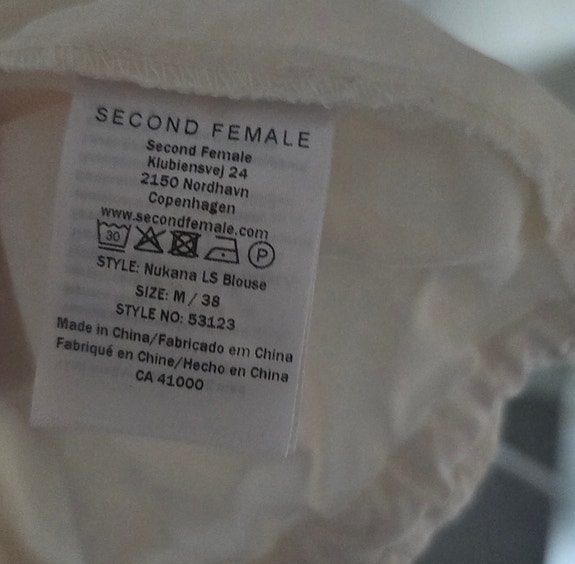 SECOND FEMALE
Second Female
Klubiensvej 24
2150 Nordhavn
Copenhagen
www.secondfemale.com
30 P
STYLE: Nukana LS Blouse
SIZE: M / 38
STYLE NO: 53123
Made in China/Fabricado em China
Fabriqué en Chine/Hecho en China
CA 41000